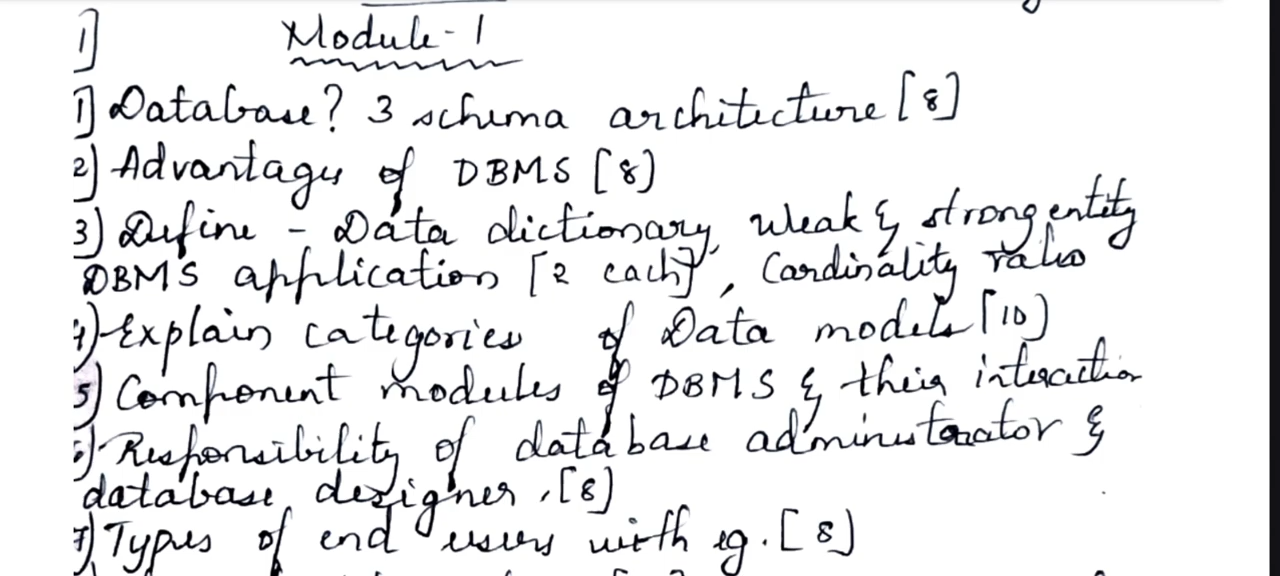 1]
Module-1
1] Database? 3 schema architecture [8]
2) Advantages of DBMS [8]
3) Define - Data dictionary, weak & strong entity
DBMS application [2 each], Cardinality ratio
4) Explain categories of Data models [10]
5) Component modules of DBMS & their interaction
6) Responsibility of database administrator &
database designer. [8]
7) Types of end users with eg. [8]